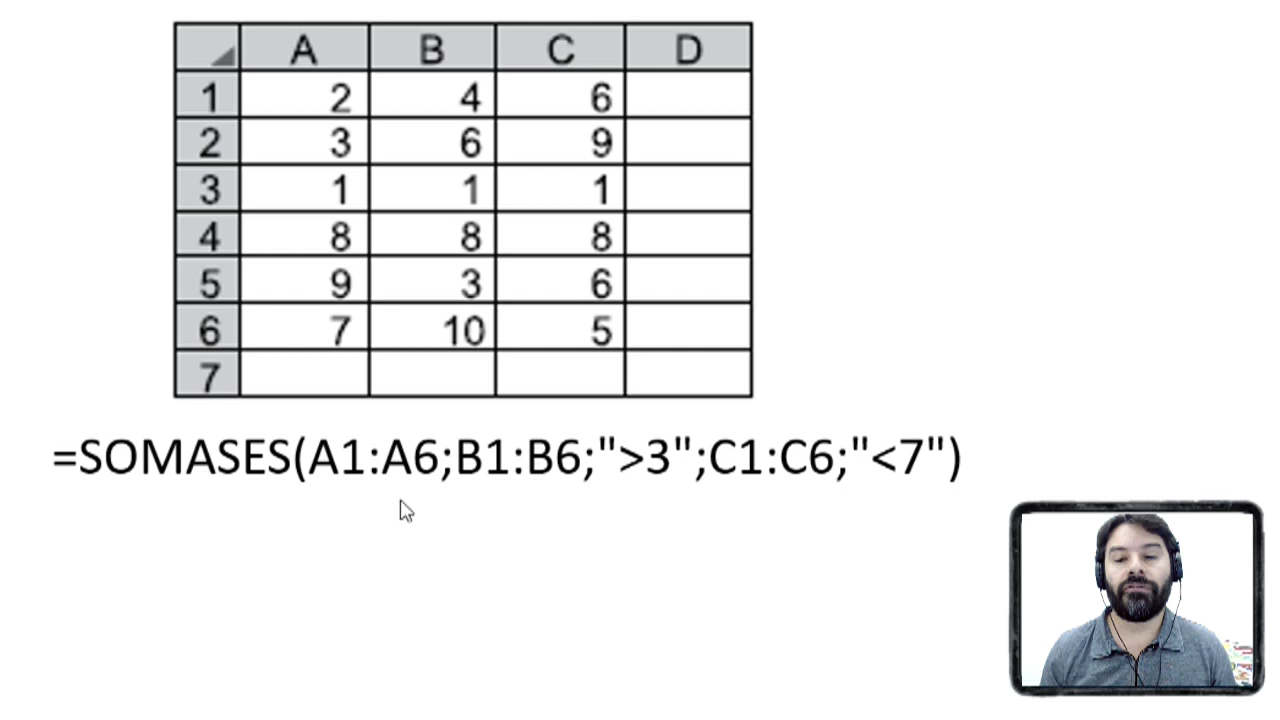 A B C D
1 2 4 6
2 3 6 9
3 1 1 1
4 8 8 8
5 9 3 6
6 7 10 5
7
=SOMASES(A1:A6;B1:B6;">3";C1:C6;"<7")